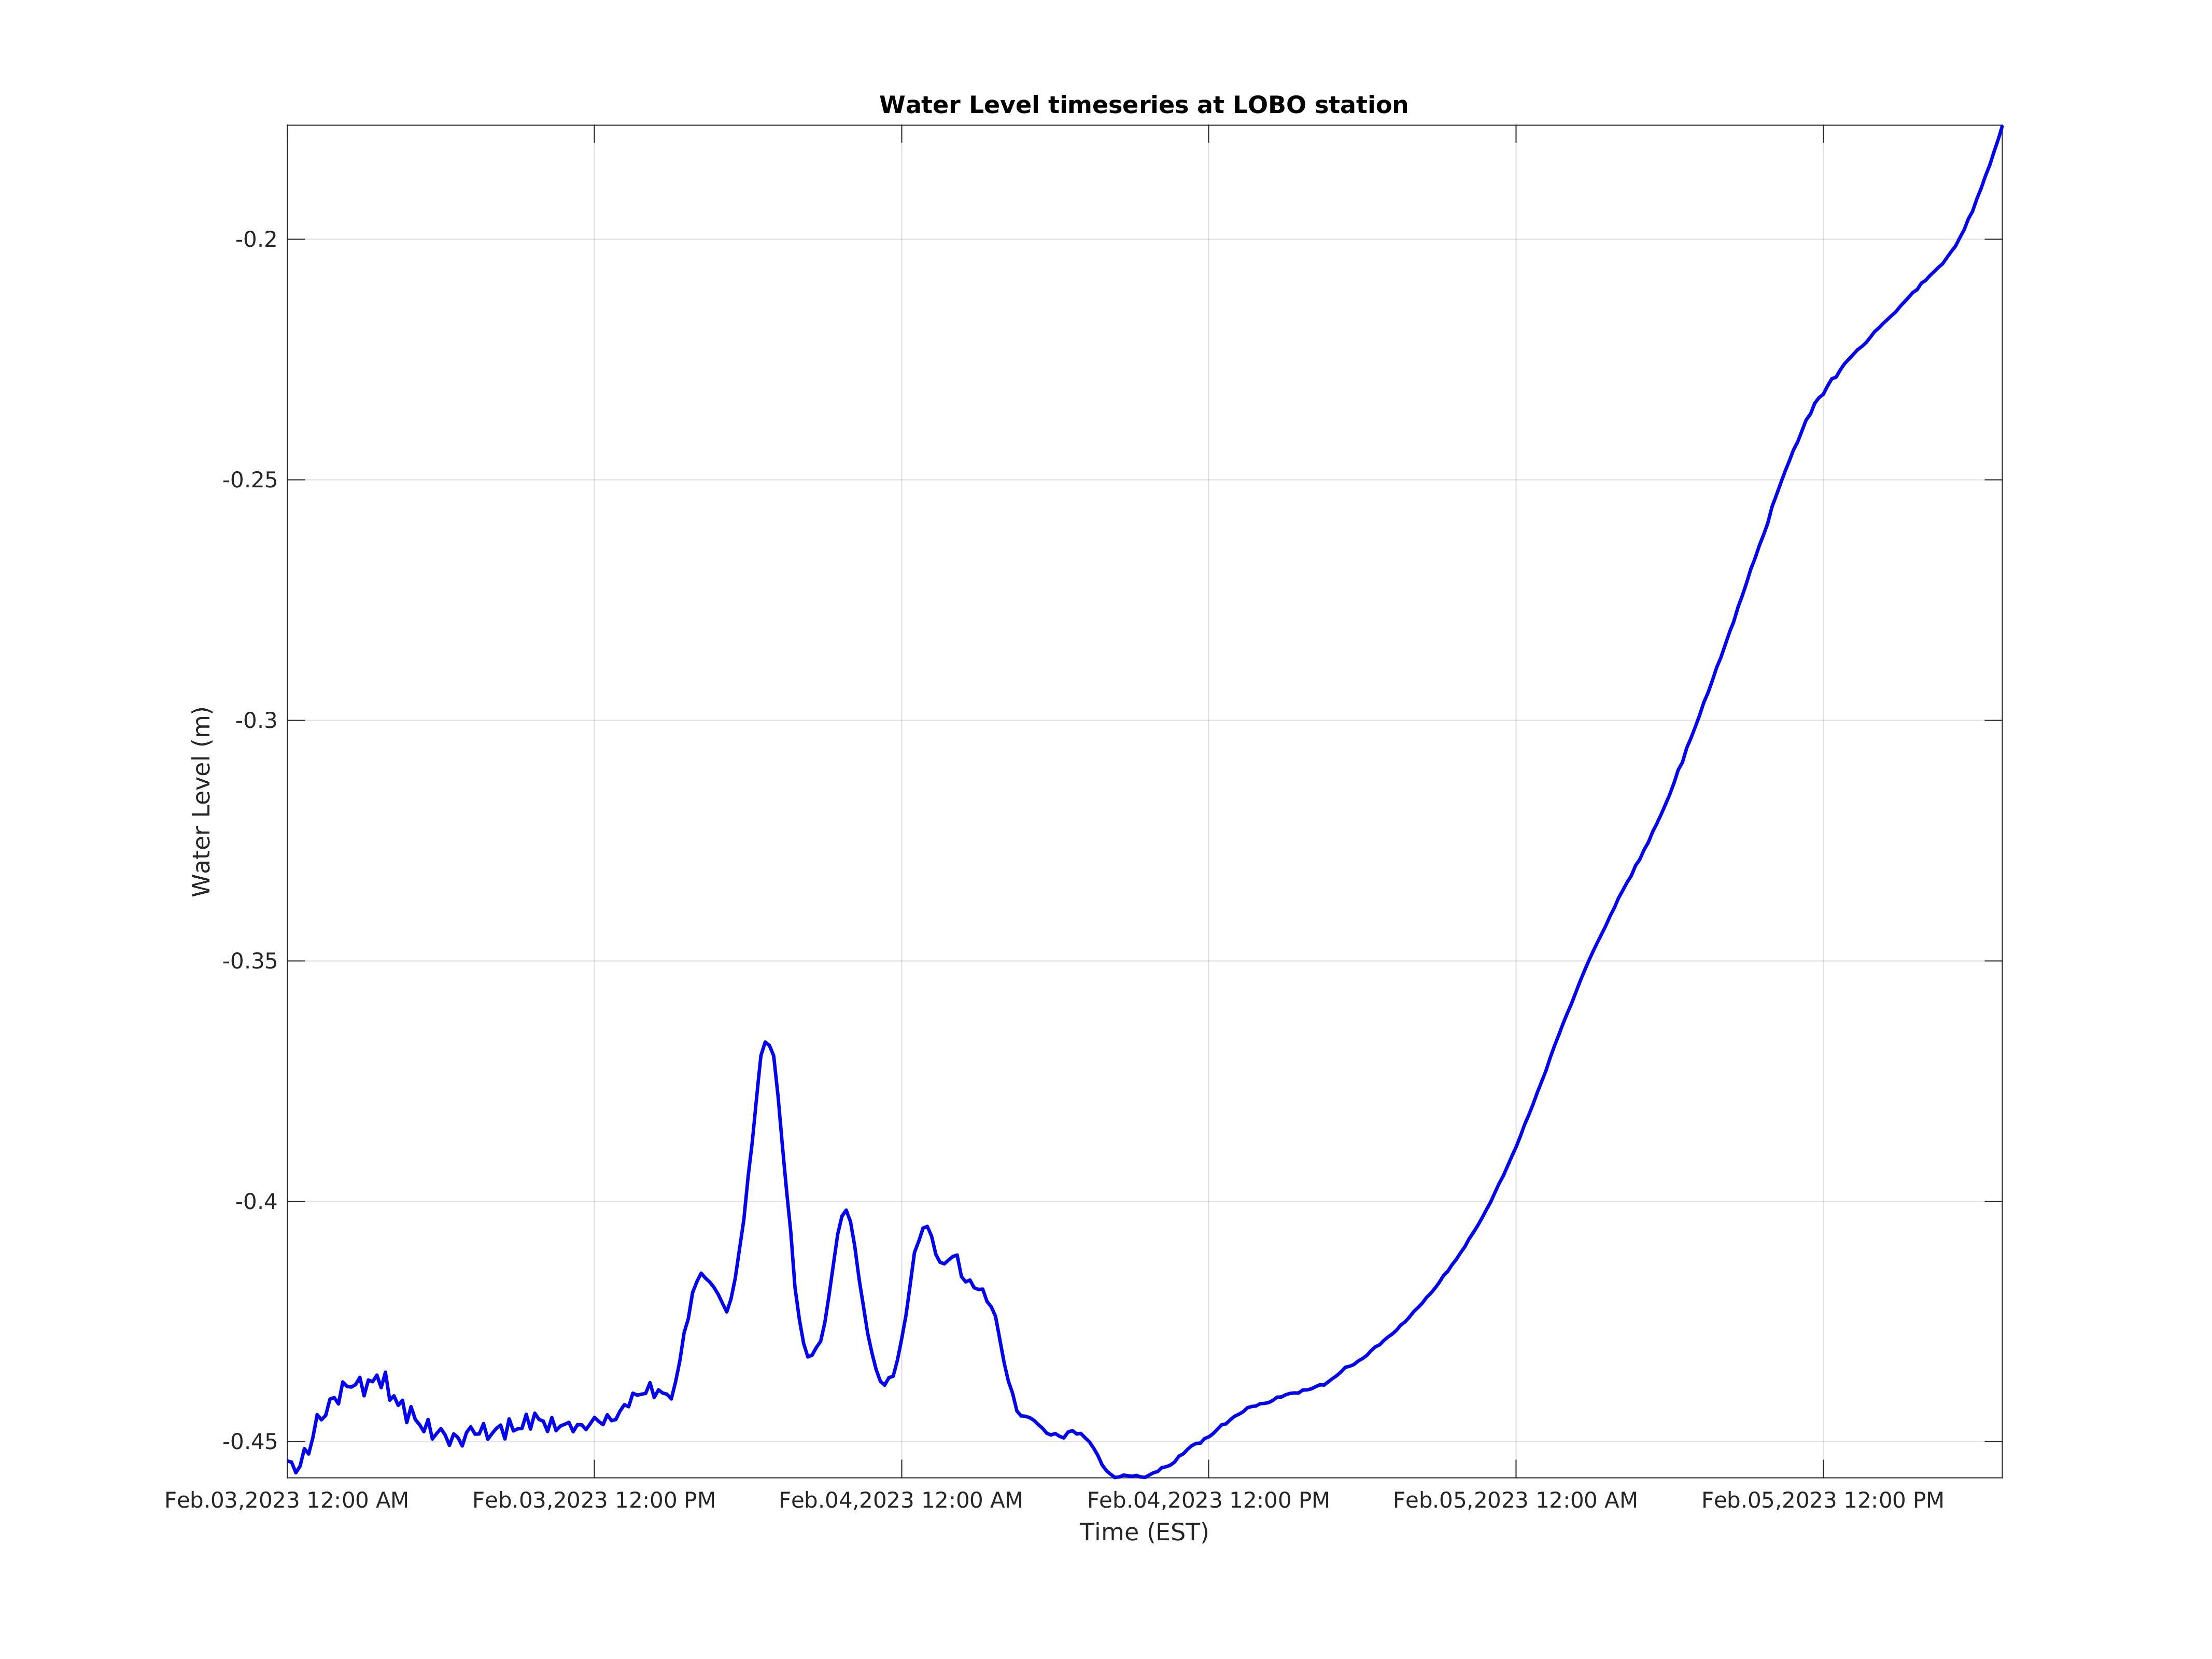 Water Level timeseries at LOBO station
-0.2
-0.25
-0.3
-0.35
-0.4
-0.45
Water Level (m)
Feb.03,2023 12:00 AM Feb.03,2023 12:00 PM Feb.04,2023 12:00 AM Feb.04,2023 12:00 PM Feb.05,2023 12:00 AM Feb.05,2023 12:00 PM
Time (EST)